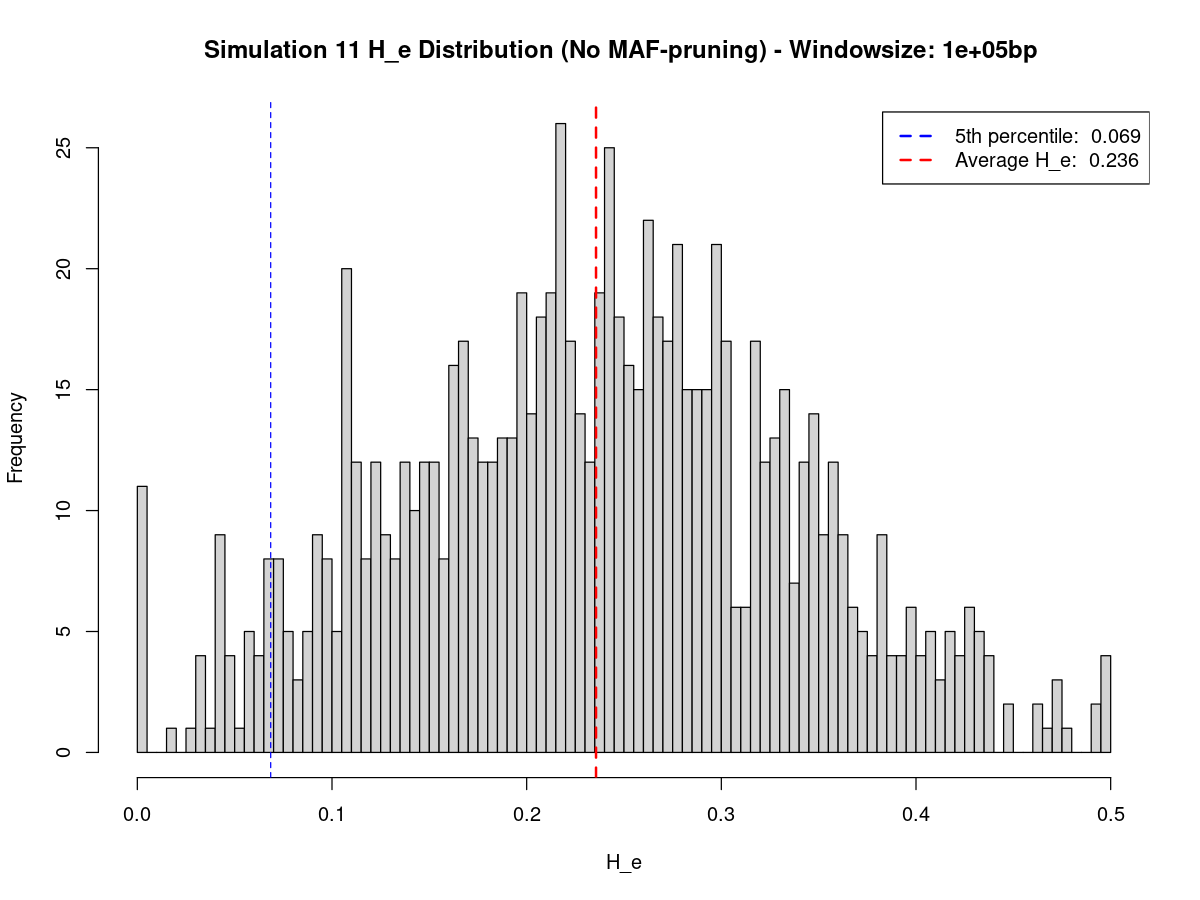 Simulation 11 H_e Distribution (No MAF-pruning) - Windowsize: 1e+05bp
5th percentile:  0.069
Average H_e:  0.236
Frequency
25
20
15
10
5
0
0.0 0.1 0.2 0.3 0.4 0.5
H_e